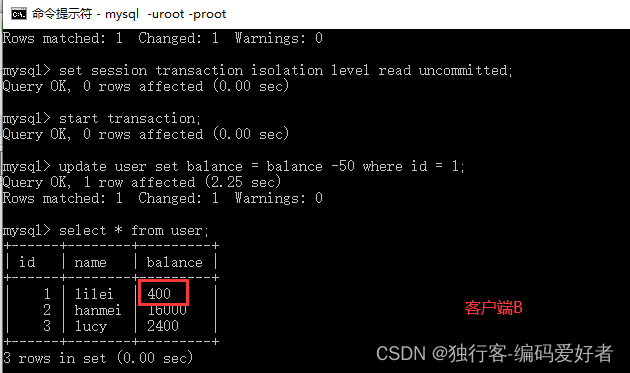 命令提示符 - mysql  -uroot -proot
Rows matched: 1  Changed: 1  Warnings: 0
mysql> set session transaction isolation level read uncommitted;
Query OK, 0 rows affected (0.00 sec)
mysql> start transaction;
Query OK, 0 rows affected (0.00 sec)
mysql> update user set balance = balance -50 where id = 1;
Query OK, 1 row affected (2.25 sec)
Rows matched: 1  Changed: 1  Warnings: 0
mysql> select * from user;
+------+--------+---------+
| id   | name   | balance |
+------+--------+---------+
|    1 | lilei  | 400
|    2 | hanmei | 16000
|    3 | lucy   | 2400
+------+--------+---------+
3 rows in set (0.00 sec)
客户端B
CSDN @独行客-编码爱好者